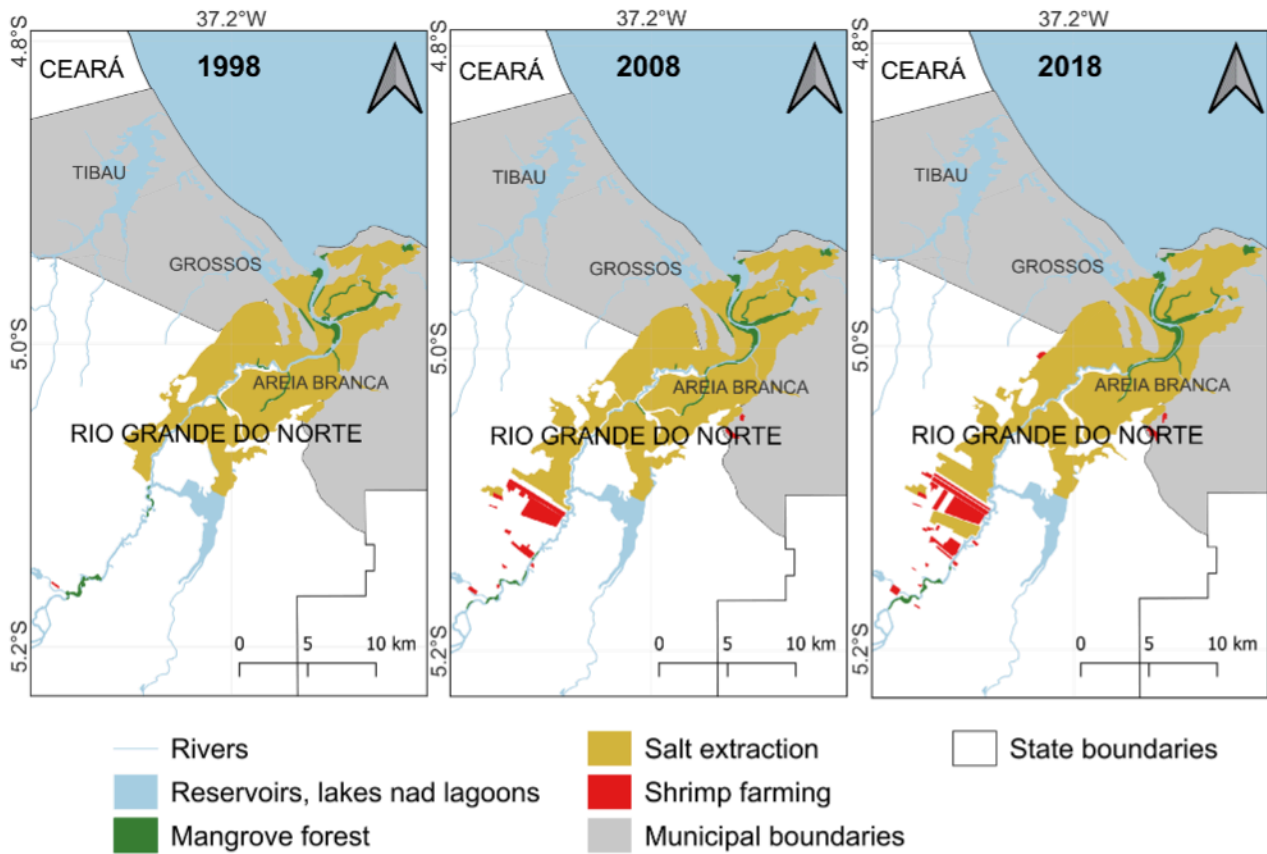 37.2°W
37.2°W
37.2°W
4.8°S
4.8°S
4.8°S
CEARÁ
1998
CEARÁ
2008
CEARÁ
2018
TIBAU
TIBAU
TIBAU
GROSSOS
GROSSOS
GROSSOS
5.0°S
5.0°S
5.0°S
AREIA BRANCA
AREIA BRANCA
AREIA BRANCA
RIO GRANDE DO NORTE
RIO GRANDE DO NORTE
RIO GRANDE DO NORTE
5.2°S
5.2°S
5.2°S
0 5 10 km
0 5 10 km
0 5 10 km
Rivers
Salt extraction
State boundaries
Reservoirs, lakes nad lagoons
Shrimp farming
Mangrove forest
Municipal boundaries